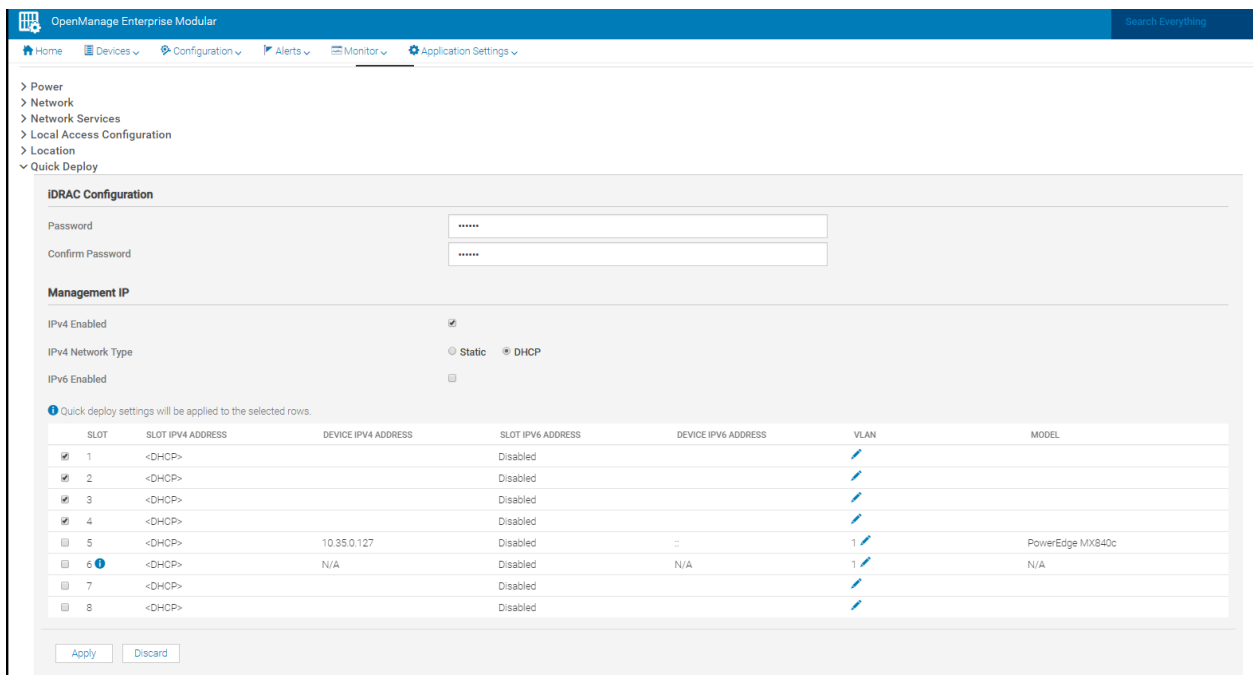 OpenManage Enterprise Modular Search Everything
Home Devices Configuration Alerts Monitor Application Settings
Power
Network
Network Services
Local Access Configuration
Location
Quick Deploy
iDRAC Configuration
Password ••••••
Confirm Password ••••••
Management IP
IPv4 Enabled
IPv4 Network Type Static DHCP
IPv6 Enabled
Quick deploy settings will be applied to the selected rows.
SLOT SLOT IPV4 ADDRESS DEVICE IPV4 ADDRESS SLOT IPV6 ADDRESS DEVICE IPV6 ADDRESS VLAN MODEL
1 <DHCP> Disabled
2 <DHCP> Disabled
3 <DHCP> Disabled
4 <DHCP> Disabled
5 <DHCP> 10.35.0.127 Disabled :: 1 PowerEdge MX840c
6 <DHCP> N/A Disabled N/A 1 N/A
7 <DHCP> Disabled
8 <DHCP> Disabled
Apply Discard